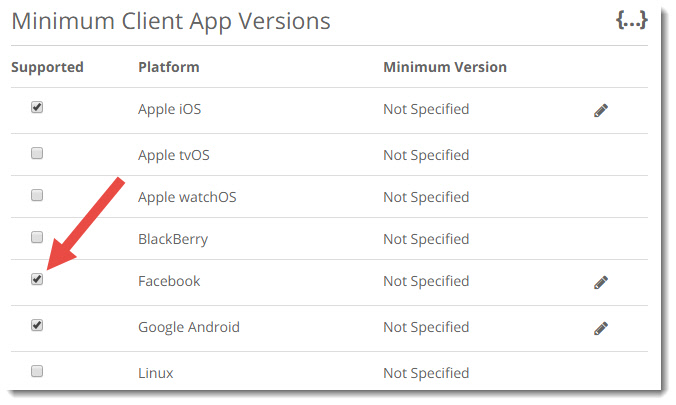 Minimum Client App Versions {...}
Supported Platform Minimum Version
Apple iOS Not Specified
Apple tvOS Not Specified
Apple watchOS Not Specified
BlackBerry Not Specified
Facebook Not Specified
Google Android Not Specified
Linux Not Specified